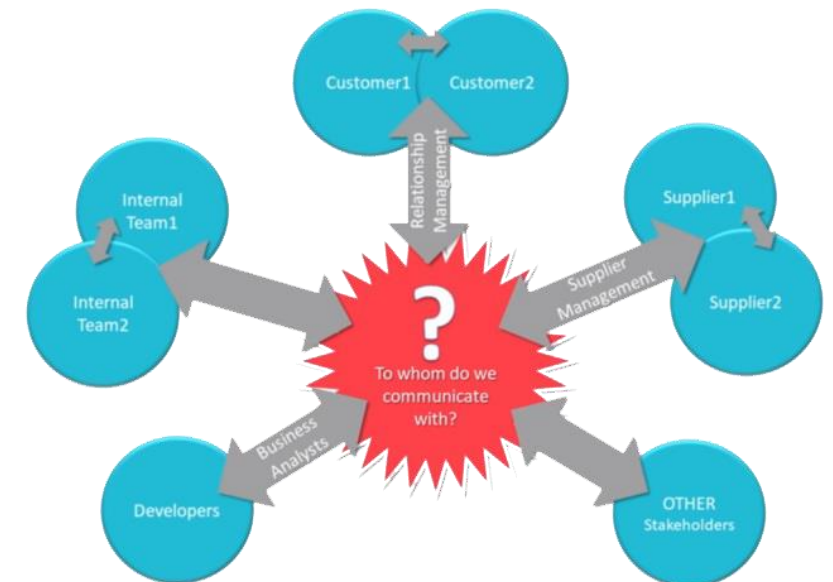 Customer1
Customer2
Relationship
Management
Internal
Team1
Internal
Team2
Supplier1
Supplier2
Supplier
Management
?
To whom do we
communicate
with?
Business
Analysts
Developers
OTHER
Stakeholders